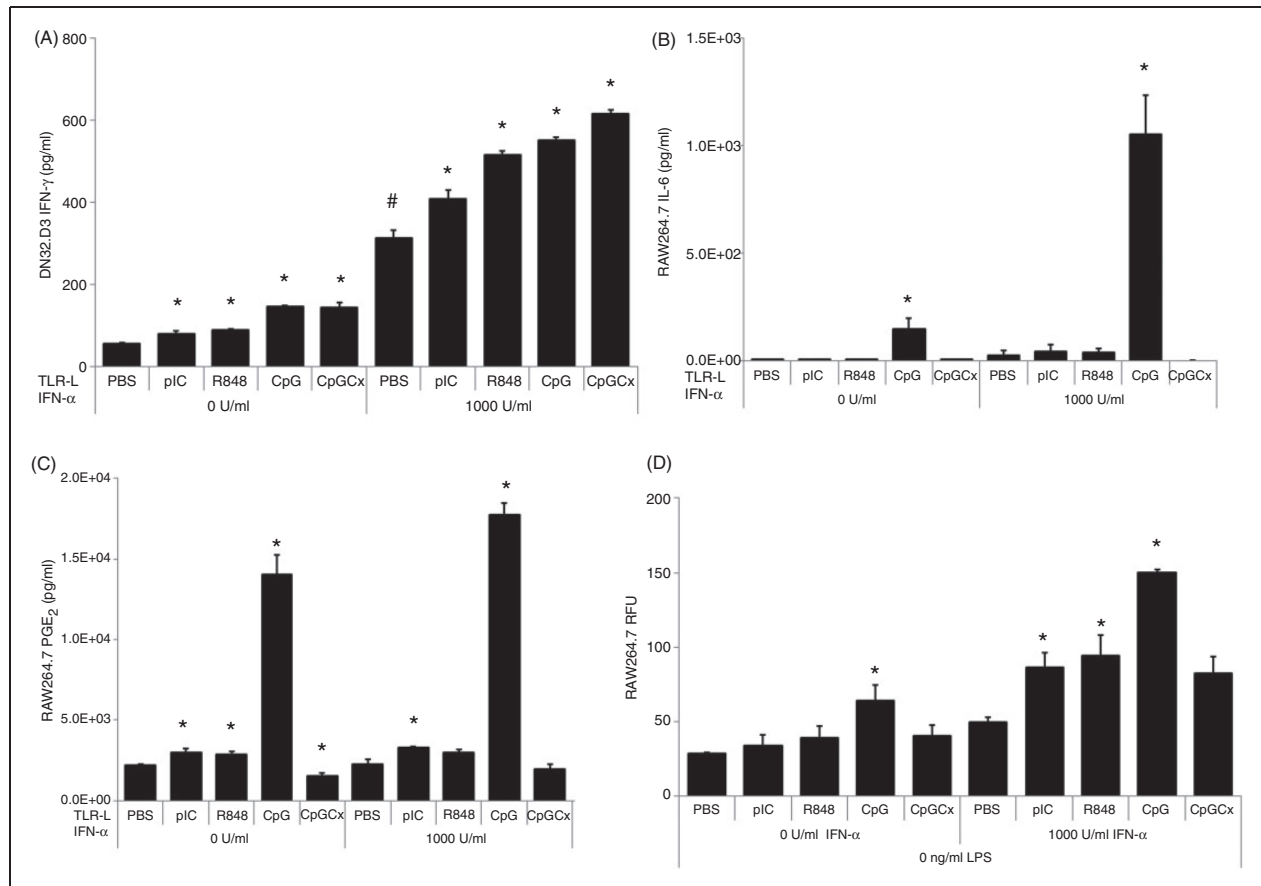 (A)
800
600
400
200
0
DN32.D3 IFN-γ (pg/ml)
* * * * # * * * *
TLR-L PBS pIC R848 CpG CpGCx PBS pIC R848 CpG CpGCx
IFN-α 0 U/ml 1000 U/ml
(B)
1.5E+03
1.0E+03
5.0E+02
0.0E+00
RAW264.7 IL-6 (pg/ml)
* *
TLR-L PBS pIC R848 CpG CpGCx PBS pIC R848 CpG CpGCx
IFN-α 0 U/ml 1000 U/ml
(C)
2.0E+04
1.5E+04
1.0E+04
5.0E+03
0.0E+00
RAW264.7 PGE2 (pg/ml)
* * * * * *
TLR-L PBS pIC R848 CpG CpGCx PBS pIC R848 CpG CpGCx
IFN-α 0 U/ml 1000 U/ml
(D)
200
150
100
50
0
RAW264.7 RFU
* * * *
PBS pIC R848 CpG CpGCx PBS pIC R848 CpG CpGCx
0 U/ml IFN-α 1000 U/ml IFN-α
0 ng/ml LPS